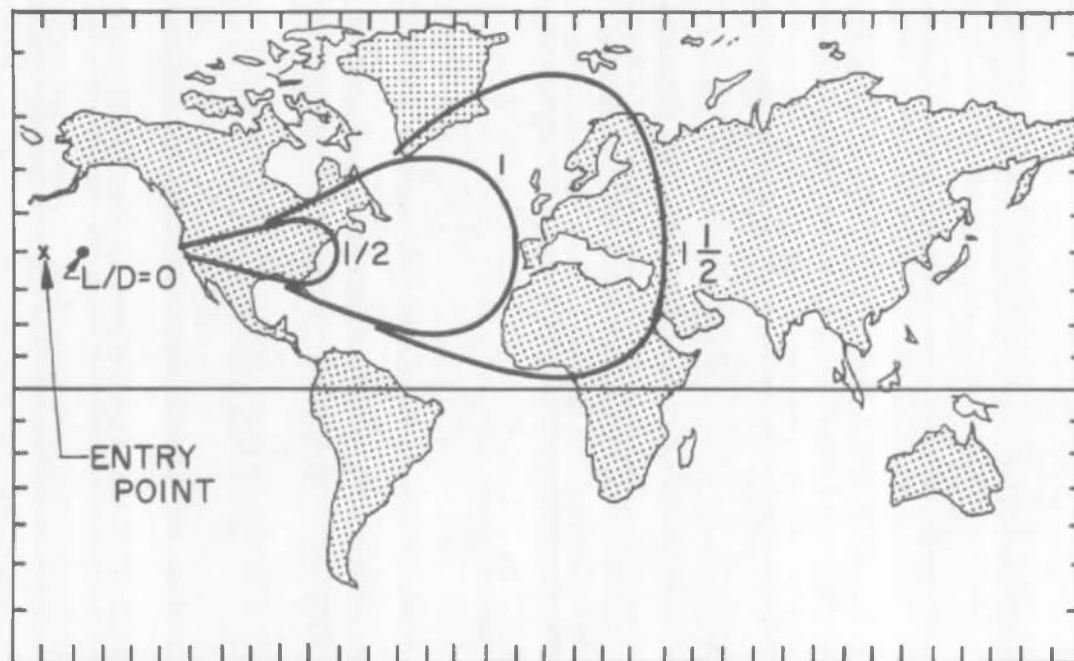 1
1/2
1 1/2
x
L/D=0
ENTRY
POINT